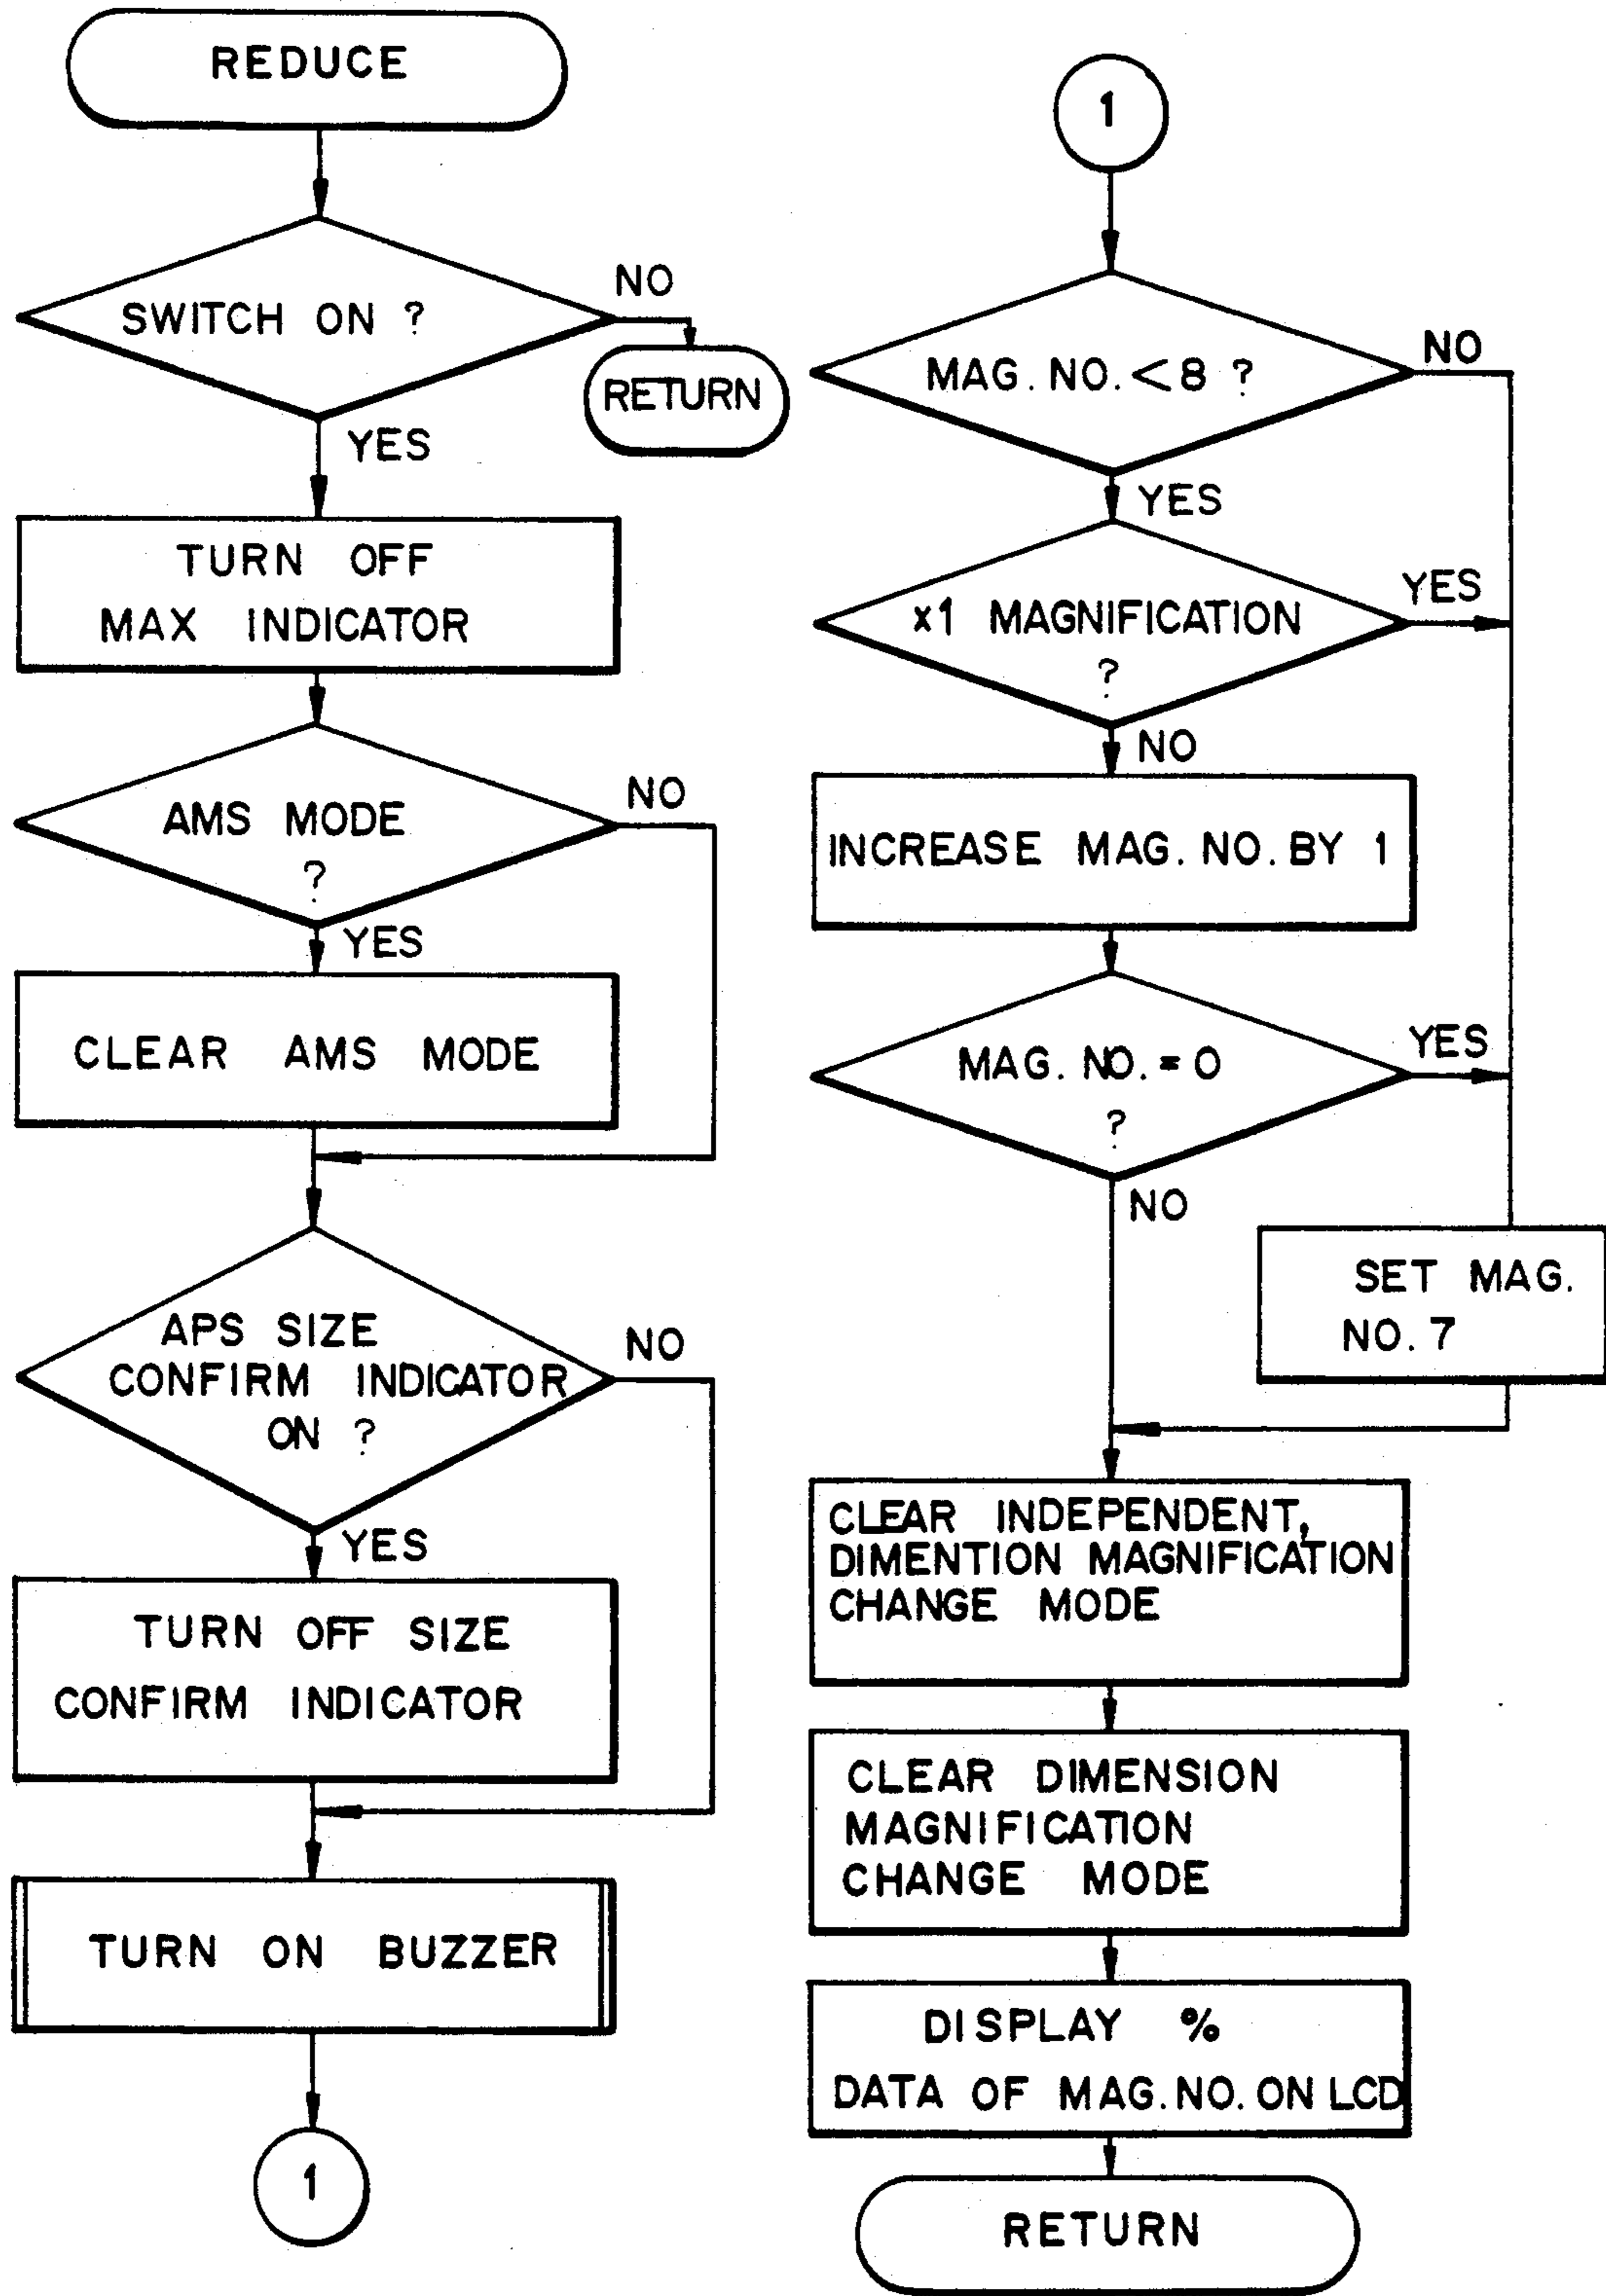 REDUCE
SWITCH ON ?
NO
RETURN
YES
TURN OFF
MAX INDICATOR
AMS MODE
?
NO
YES
CLEAR AMS MODE
APS SIZE
CONFIRM INDICATOR
ON ?
NO
YES
TURN OFF SIZE
CONFIRM INDICATOR
TURN ON BUZZER
1
1
MAG. NO. < 8 ?
NO
YES
x1 MAGNIFICATION
?
YES
NO
INCREASE MAG. NO. BY 1
MAG. NO. = 0
?
YES
NO
SET MAG.
NO. 7
CLEAR INDEPENDENT,
DIMENTION MAGNIFICATION
CHANGE MODE
CLEAR DIMENSION
MAGNIFICATION
CHANGE MODE
DISPLAY %
DATA OF MAG. NO. ON LCD
RETURN